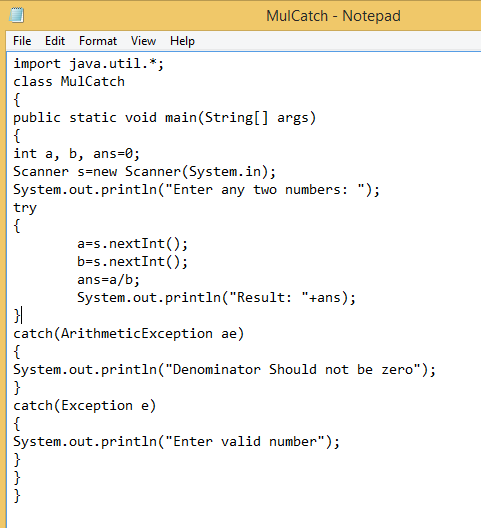 MulCatch - Notepad
File Edit Format View Help
import java.util.*;
class MulCatch
{
public static void main(String[] args)
{
int a, b, ans=0;
Scanner s=new Scanner(System.in);
System.out.println("Enter any two numbers: ");
try
{
        a=s.nextInt();
        b=s.nextInt();
        ans=a/b;
        System.out.println("Result: "+ans);
}
catch(ArithmeticException ae)
{
System.out.println("Denominator Should not be zero");
}
catch(Exception e)
{
System.out.println("Enter valid number");
}
}
}